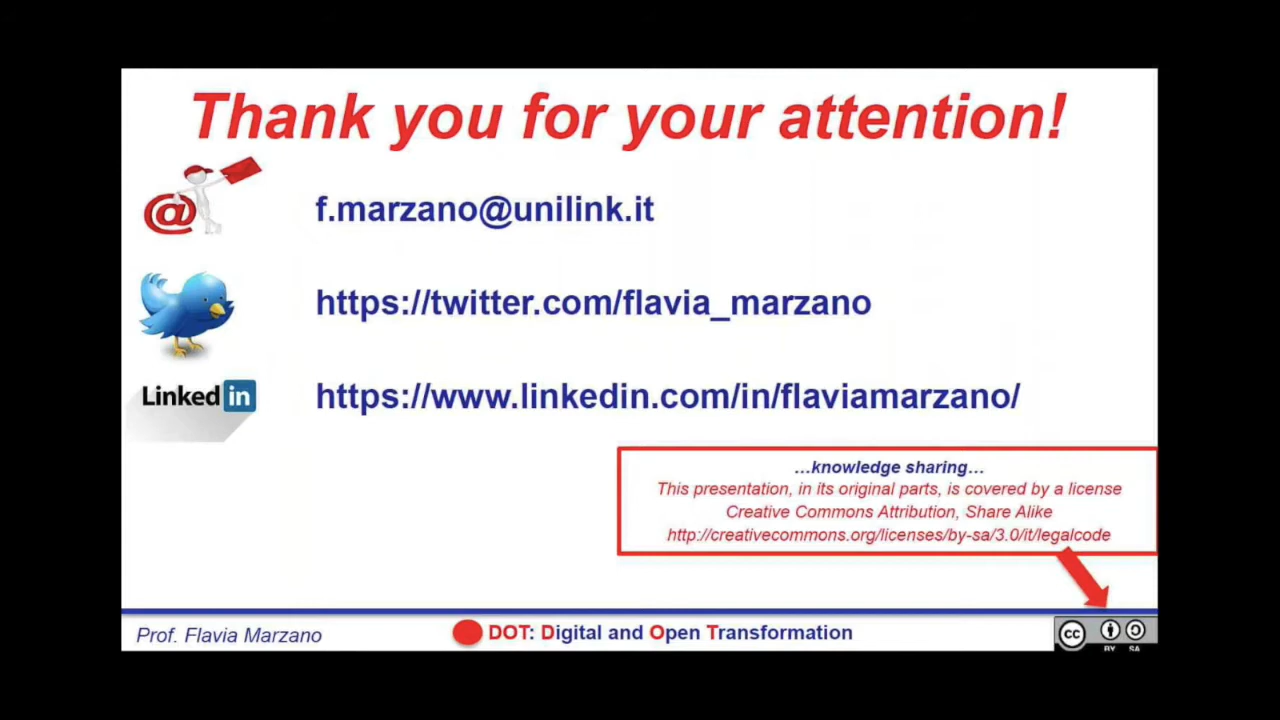 Thank you for your attention!
@
f.marzano@unilink.it
https://twitter.com/flavia_marzano
Linked in
https://www.linkedin.com/in/flaviamarzano/
…knowledge sharing…
This presentation, in its original parts, is covered by a license
Creative Commons Attribution, Share Alike
http://creativecommons.org/licenses/by-sa/3.0/it/legalcode
Prof. Flavia Marzano
DOT: Digital and Open Transformation
cc
BY SA